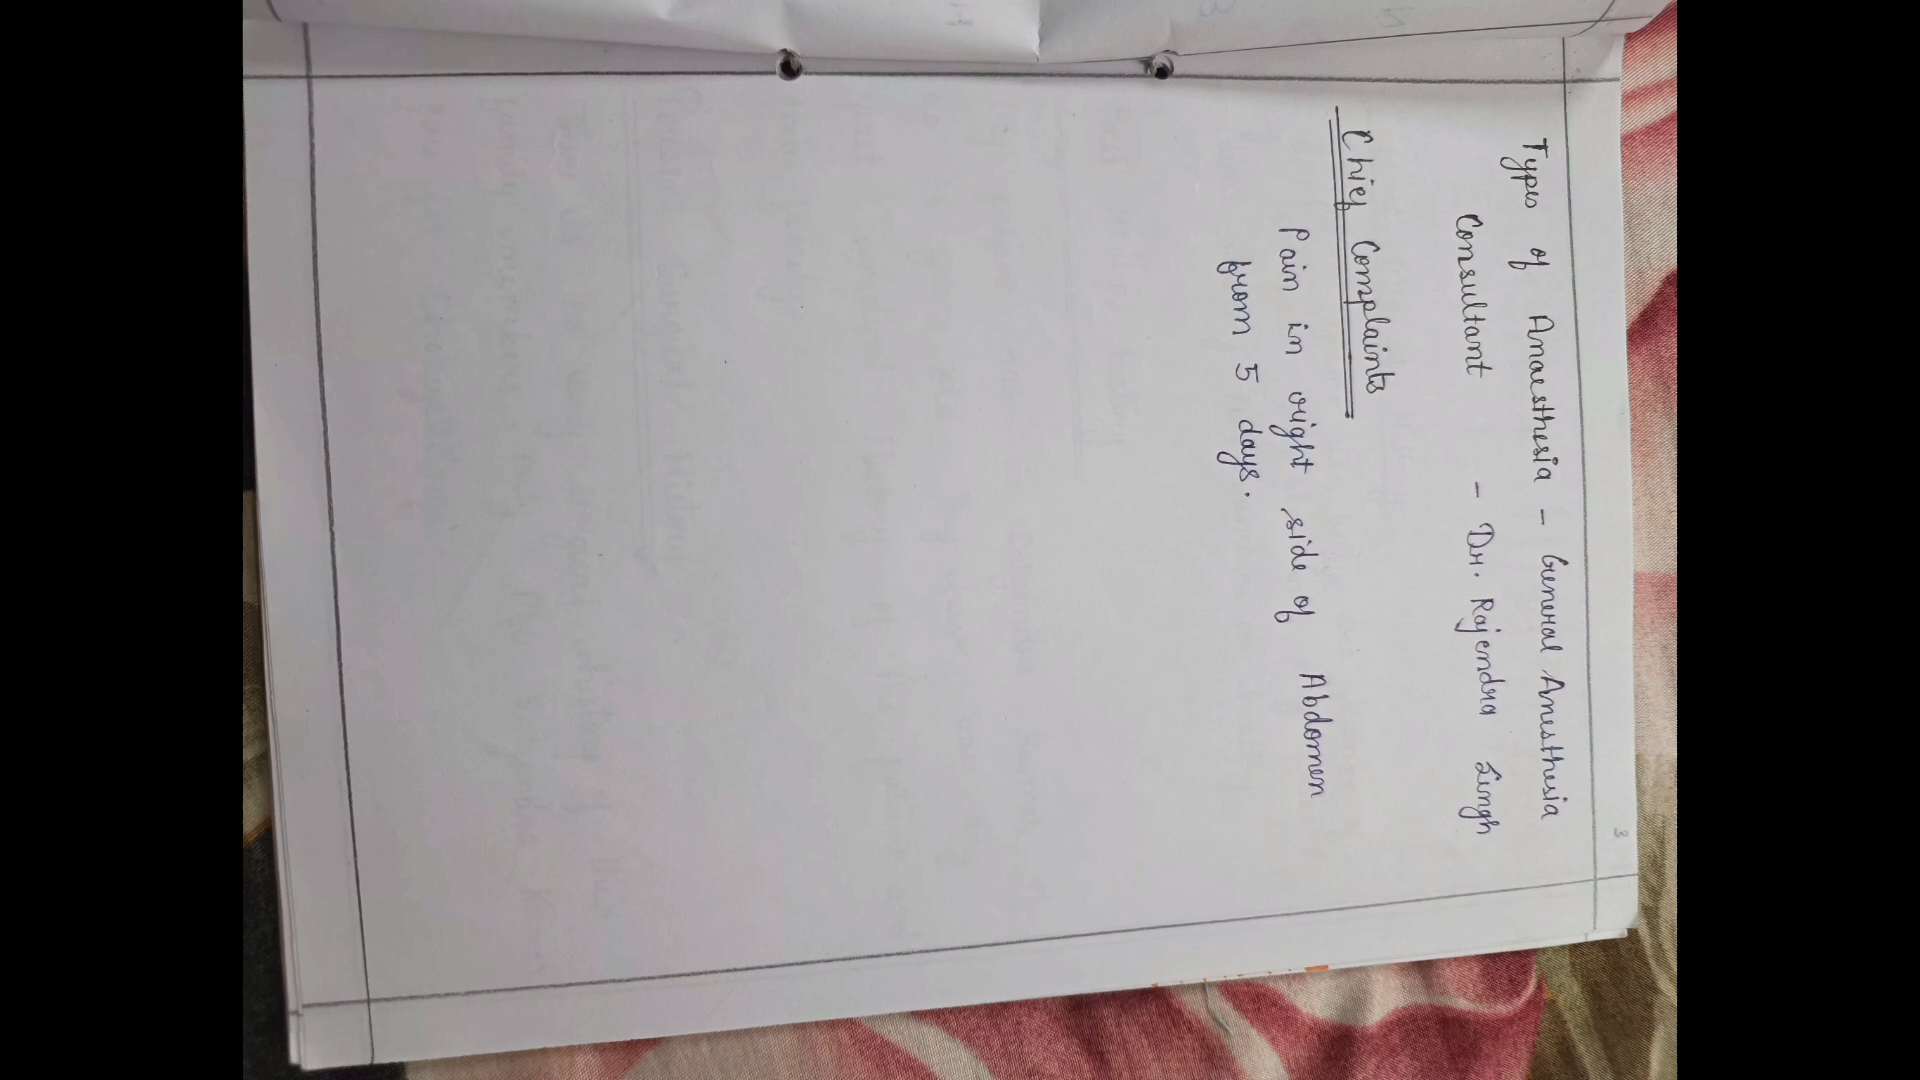 3
Types of Anaesthesia - General Anesthesia
Consultant - Dr. Rajendra Singh
Chief Complaints
Pain in right side of Abdomen
from 5 days.